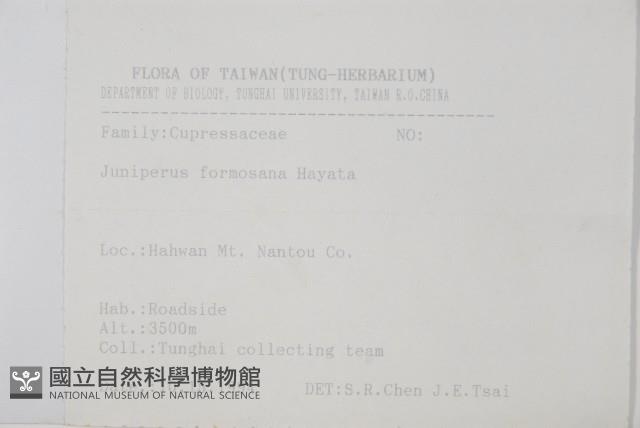 FLORA OF TAIWAN(TUNG-HERBARIUM)
DEPARTMENT OF BIOLOGY, TUNGHAI UNIVERSITY, TAIWAN R.O.CHINA
Family:Cupressaceae NO:
Juniperus formosana Hayata
Loc.:Hahwan Mt. Nantou Co.
Hab.:Roadside
Alt.:3500m
Coll.:Tunghai collecting team
DET:S.R.Chen J.E.Tsai
國立自然科學博物館
NATIONAL MUSEUM OF NATURAL SCIENCE